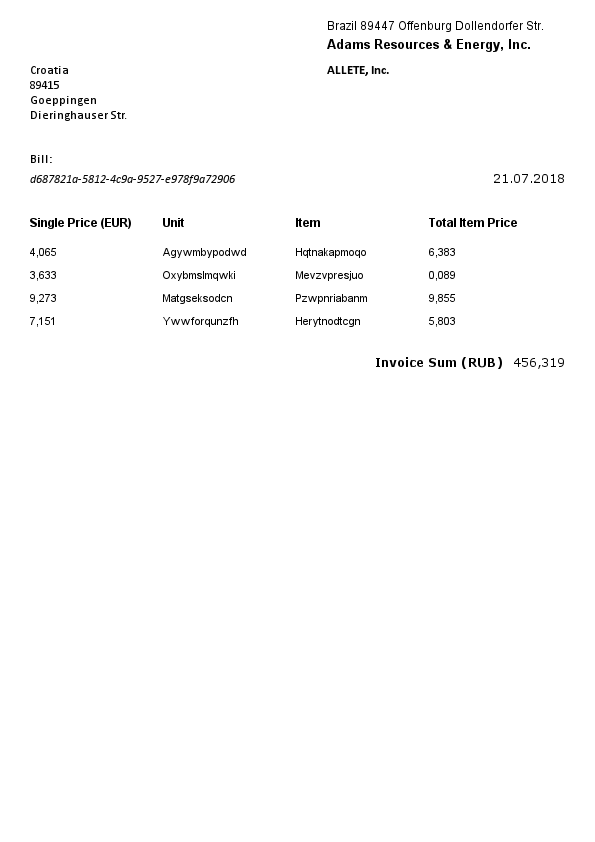 Brazil 89447 Offenburg Dollendorfer Str.
Adams Resources & Energy, Inc.
Croatia
89415
Goeppingen
Dieringhauser Str.
ALLETE, Inc.
Bill:
d687821a-5812-4c9a-9527-e978f9a72906
21.07.2018
Single Price (EUR) Unit Item Total Item Price
4,065 Agywmbypodwd Hqtnakapmoqo 6,383
3,633 Oxybmslmqwki Mevzvpresjuo 0,089
9,273 Matgseksodcn Pzwpnriabanm 9,855
7,151 Ywwforqunzfh Herytnodtcgn 5,803
Invoice Sum (RUB) 456,319